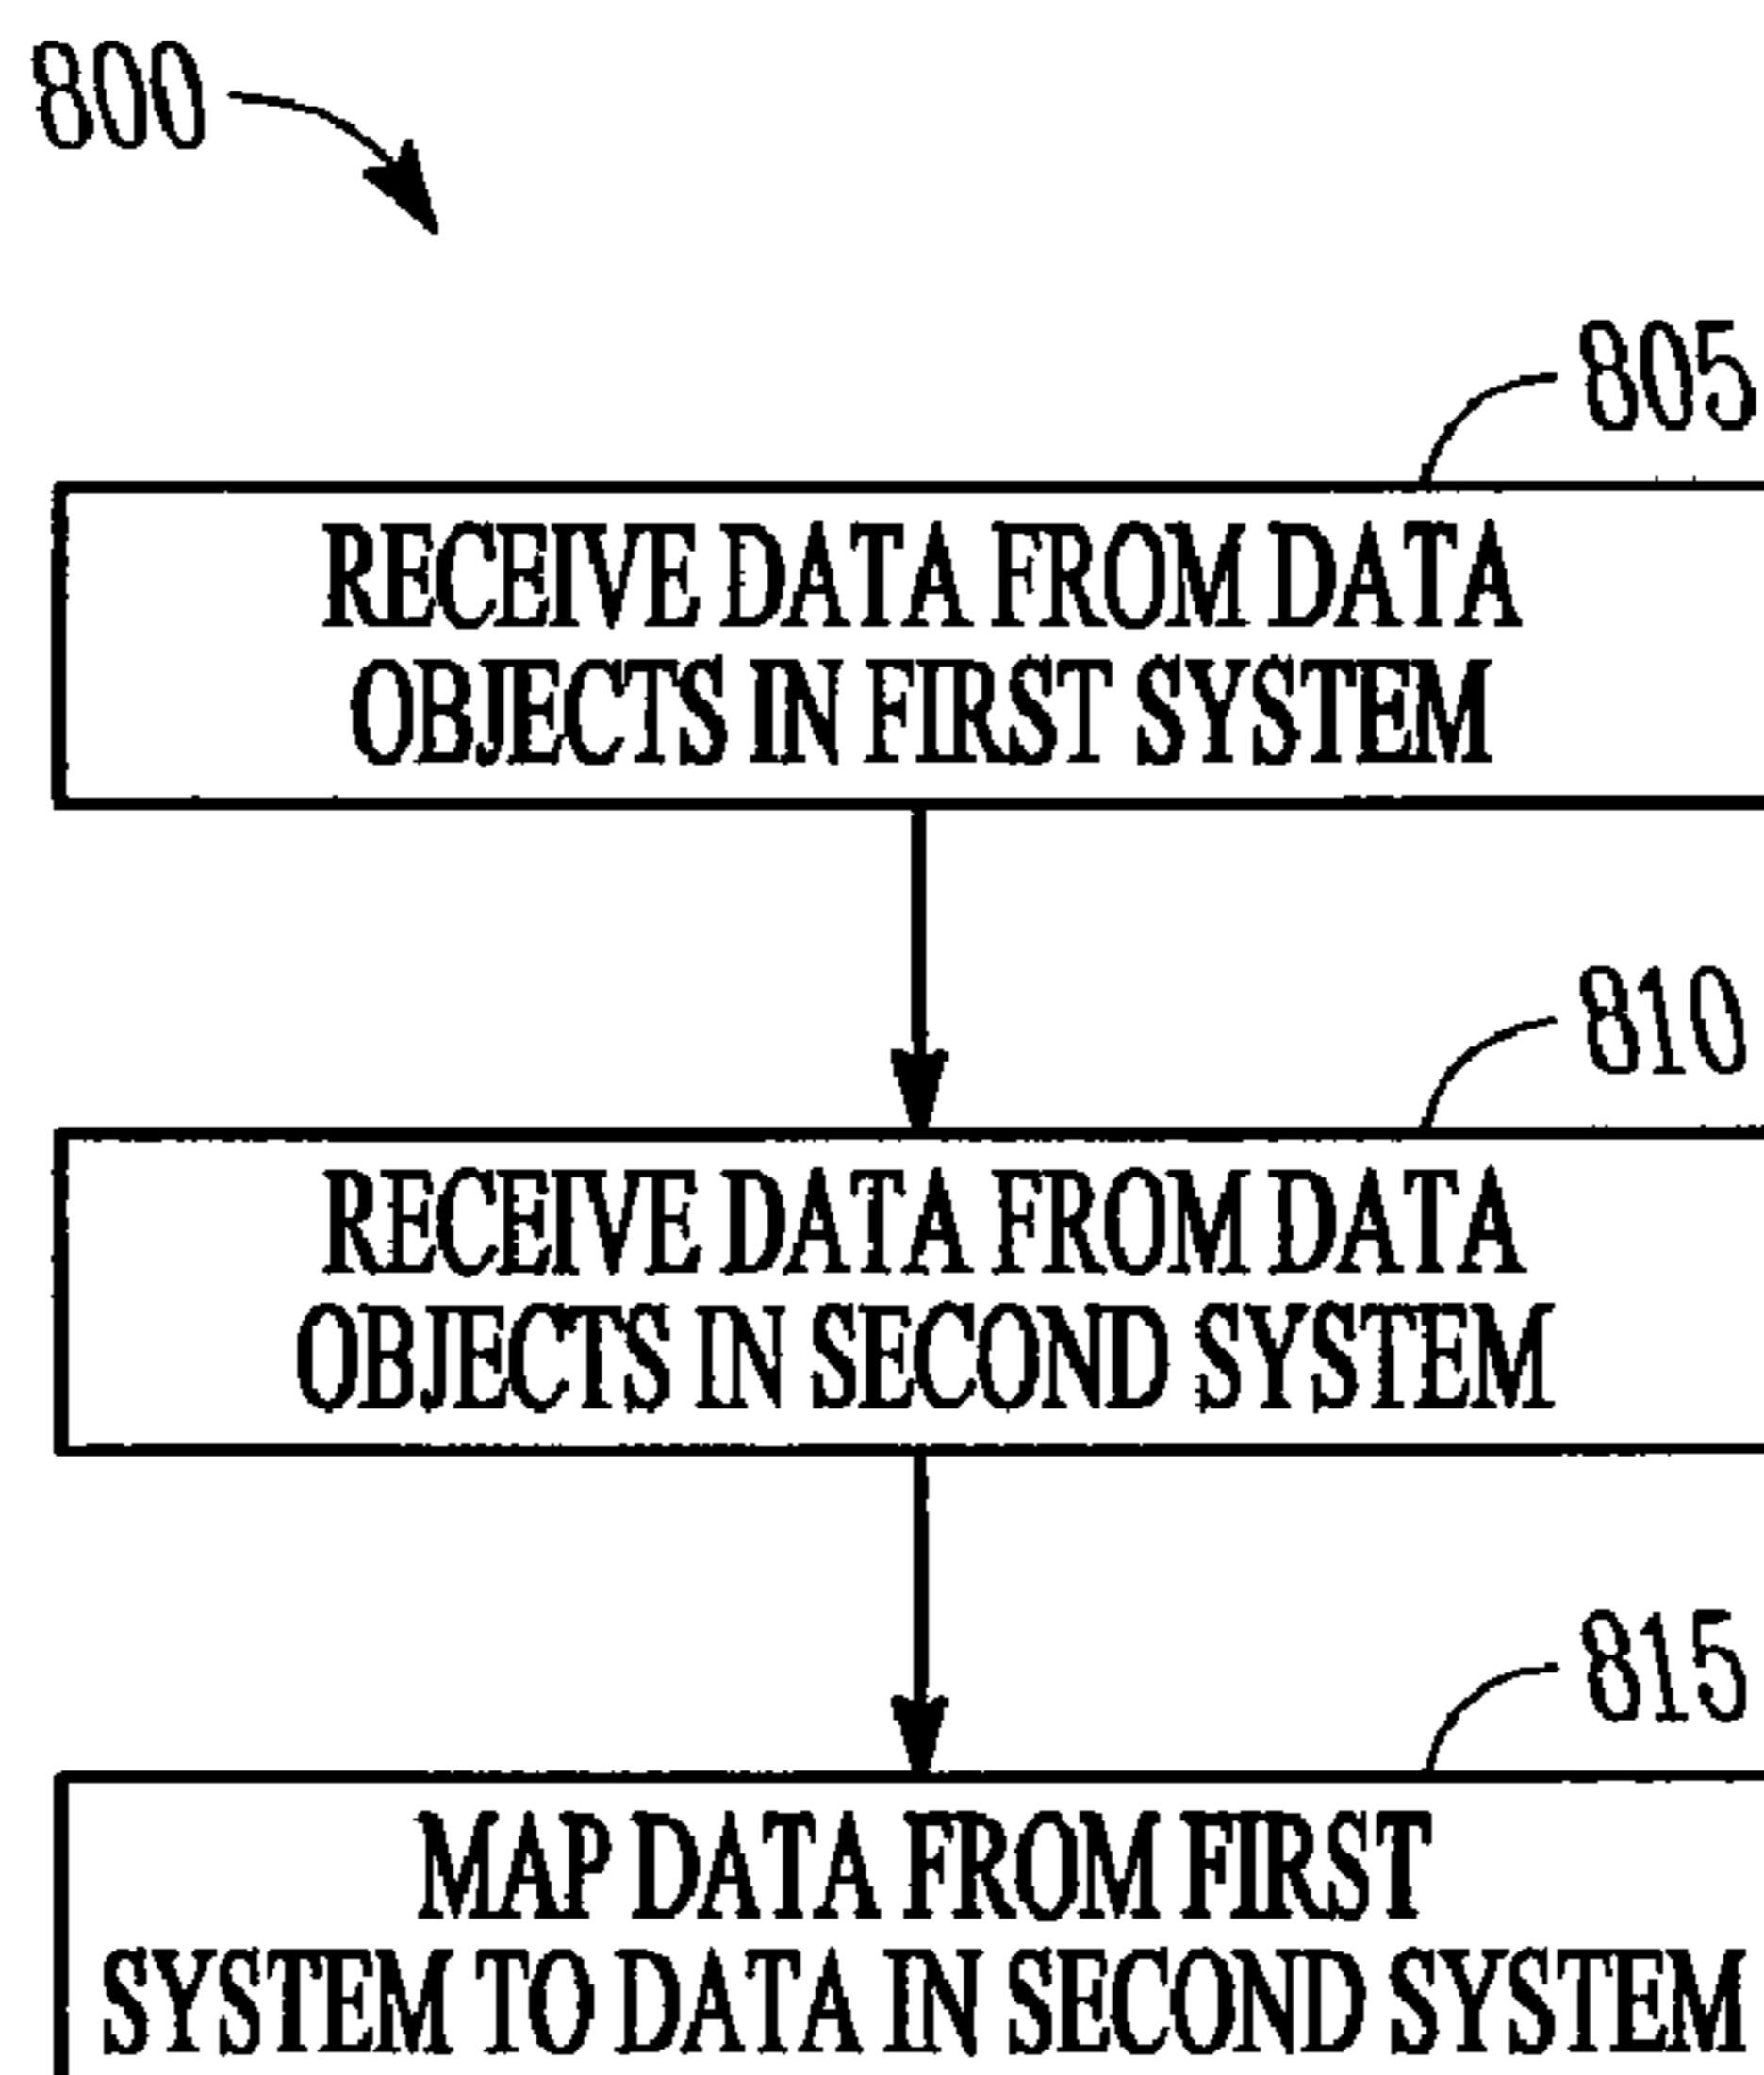 800
805
RECEIVE DATA FROM DATA
OBJECTS IN FIRST SYSTEM
810
RECEIVE DATA FROM DATA
OBJECTS IN SECOND SYSTEM
815
MAP DATA FROM FIRST
SYSTEM TO DATA IN SECOND SYSTEM